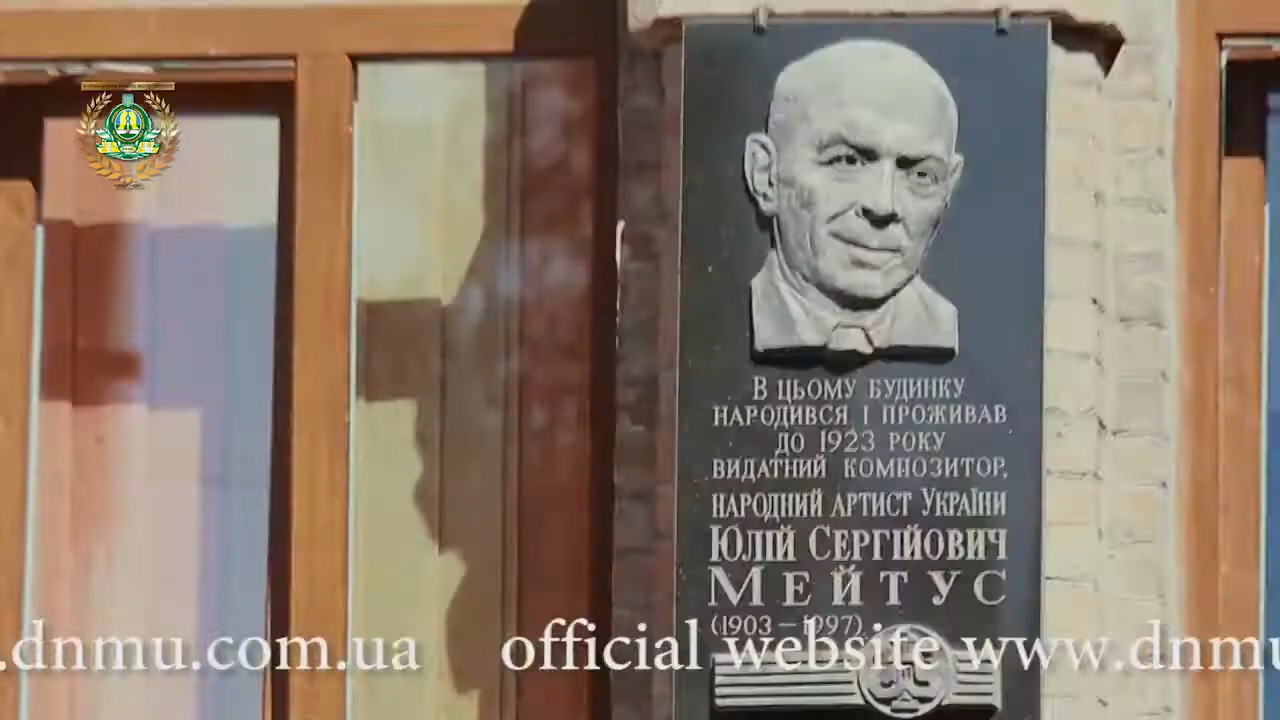 В ЦЬОМУ БУДИНКУ
НАРОДИВСЯ І ПРОЖИВАВ
ДО 1923 РОКУ
ВИДАТНИЙ КОМПОЗИТОР,
НАРОДНИЙ АРТИСТ УКРАЇНИ
ЮЛІЙ СЕРГІЙОВИЧ
МЕЙТУС
(1903 – 1997)
.dnmu.com.ua official website www.dnmu